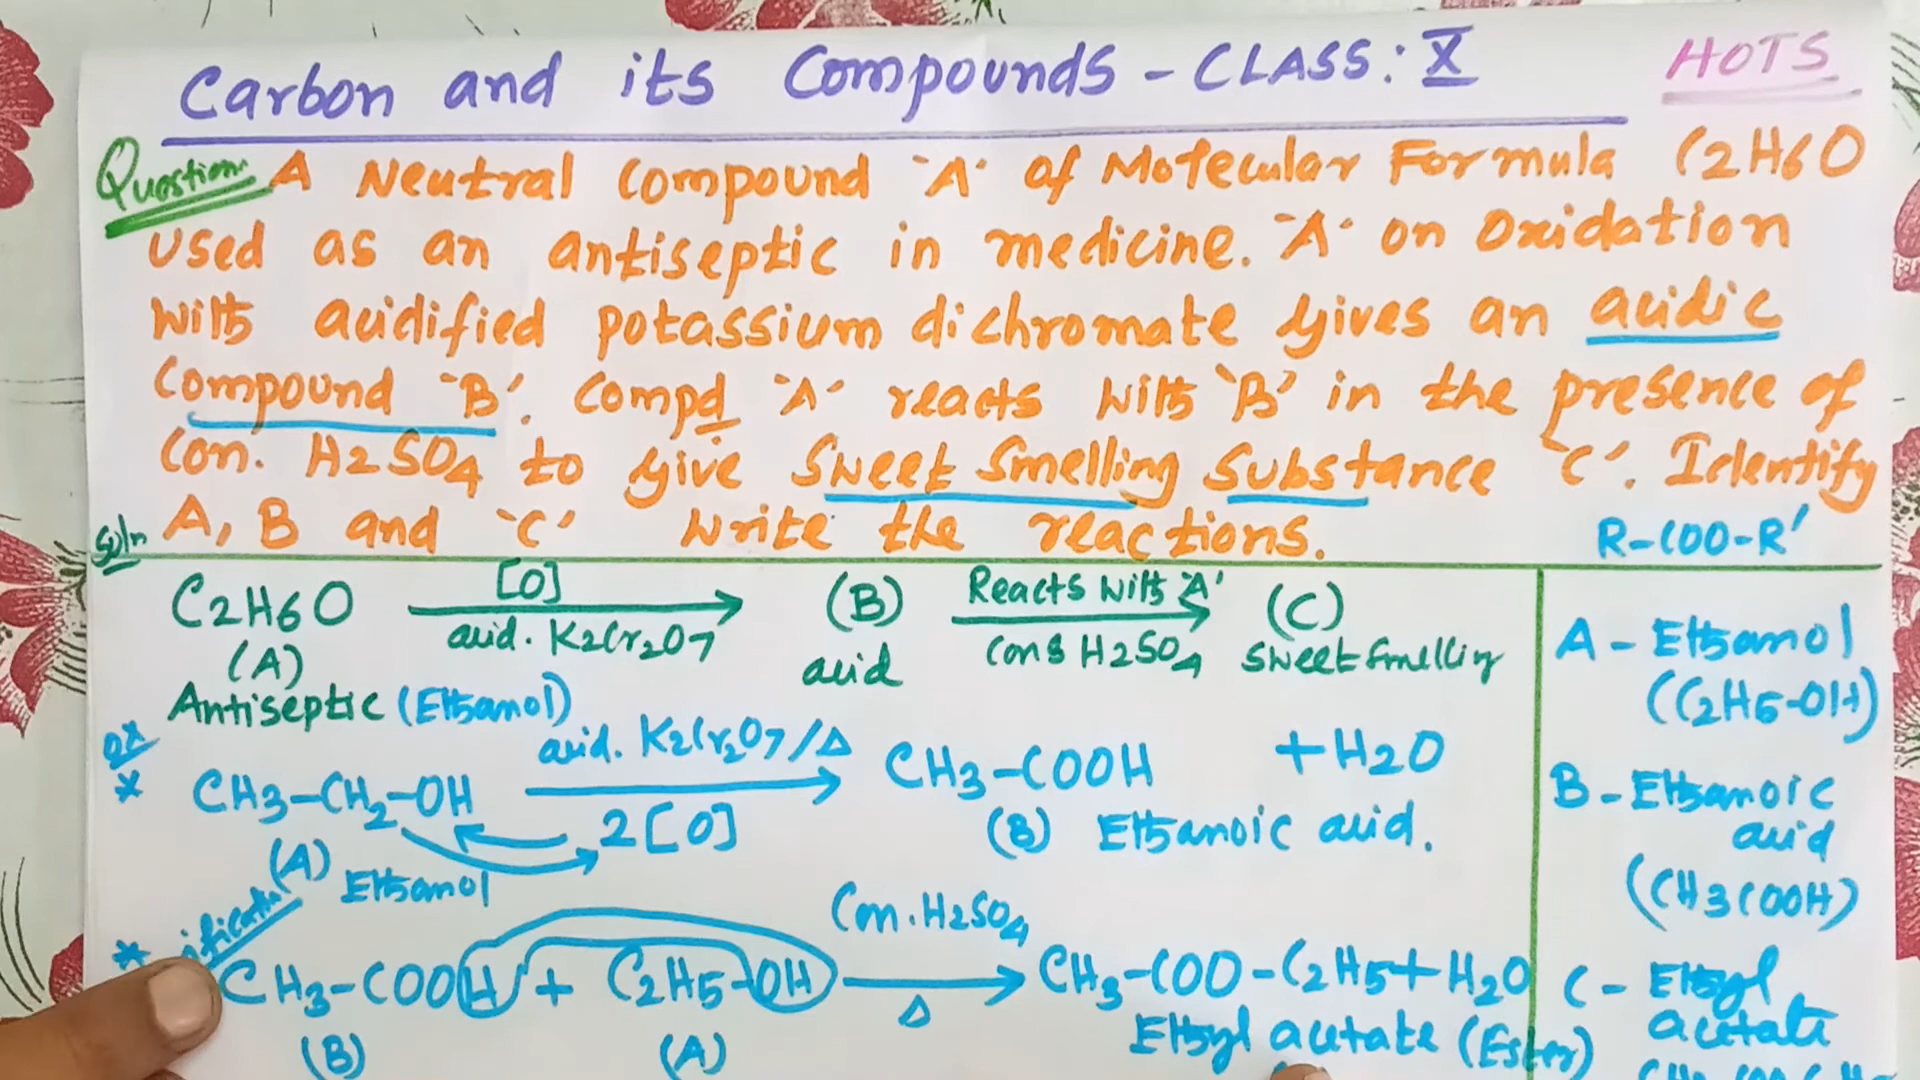 Carbon and its Compounds - CLASS: X
HOTS
Question A Neutral Compound 'A' of Molecular Formula C2H6O
used as an antiseptic in medicine. 'A' on Oxidation
with acidified potassium dichromate gives an acidic
Compound 'B'. Compd 'A' reacts with 'B' in the presence of
Con. H2SO4 to give Sweet Smelling Substance 'C'. Identify
A, B and 'C' Write the reactions.
R-COO-R'
Soln
C2H6O [O] (B) Reacts with 'A' (C)
(A) acid. K2Cr2O7 acid Conc H2SO4 Sweet Smelling
Antiseptic (Ethanol)
* CH3-CH2-OH acid. K2Cr2O7/Δ CH3-COOH + H2O
2[O]
(A) Ethanol (B) Ethanoic acid.
* CH3-COOH + C2H5-OH Con. H2SO4 CH3-COO-C2H5+H2O
Δ
(B) (A) Ethyl acetate (Ester)
A - Ethanol
(C2H5-OH)
B - Ethanoic
acid
(CH3COOH)
C - Ethyl
acetate